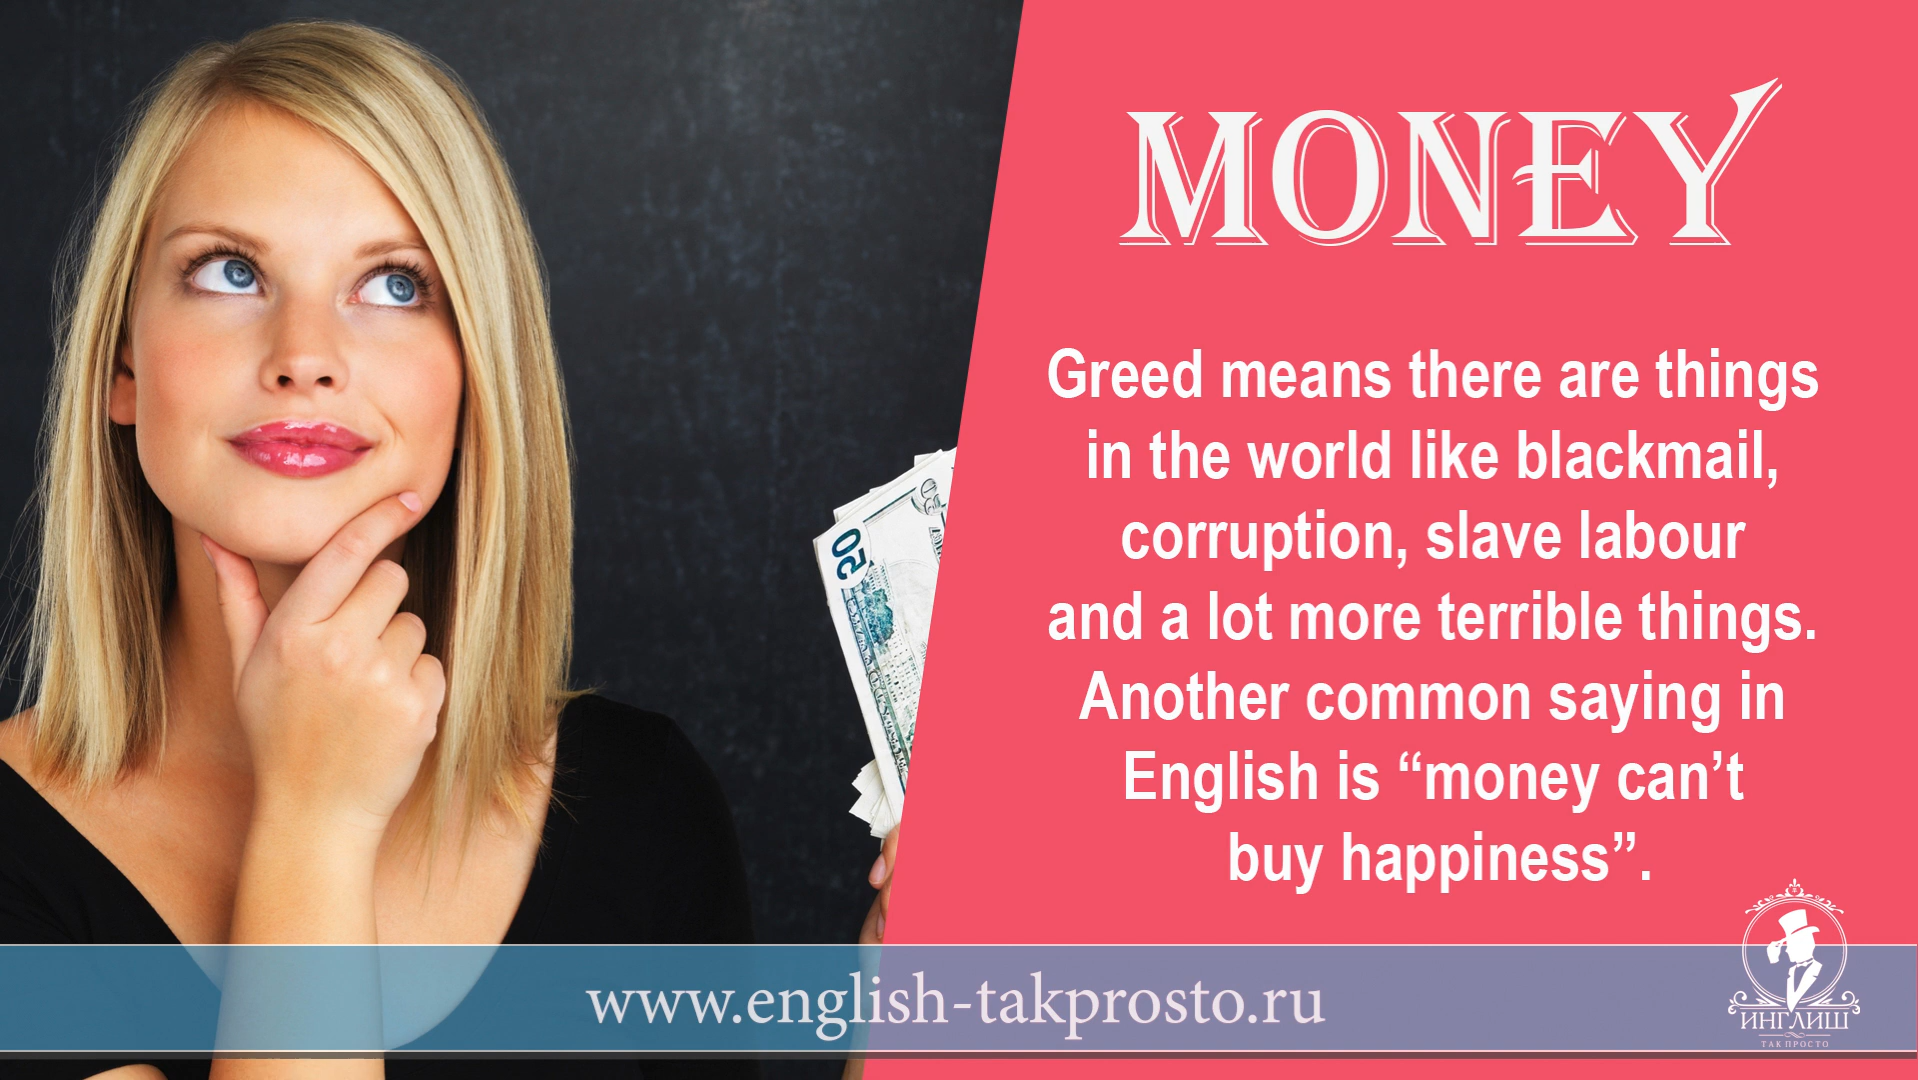 MONEY
Greed means there are things
in the world like blackmail,
corruption, slave labour
and a lot more terrible things.
Another common saying in
English is “money can’t
buy happiness”.
50
www.english-takprosto.ru
ИНГЛИШ
ТАК ПРОСТО